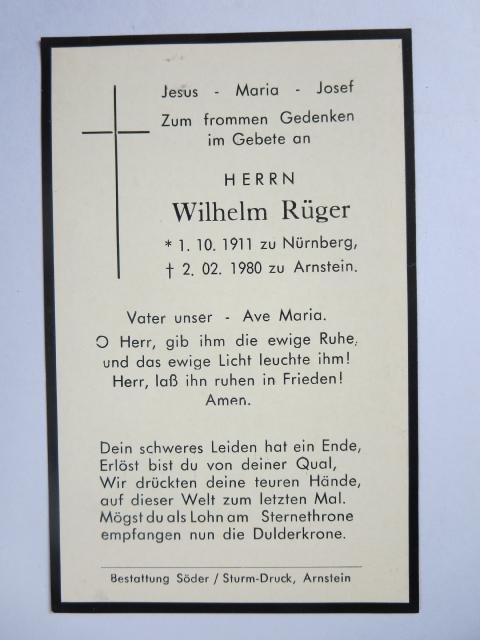 Jesus - Maria - Josef
Zum frommen Gedenken
im Gebete an
HERRN
Wilhelm Rüger
* 1. 10. 1911 zu Nürnberg,
† 2. 02. 1980 zu Arnstein.
Vater unser - Ave Maria.
O Herr, gib ihm die ewige Ruhe,
und das ewige Licht leuchte ihm!
Herr, laß ihn ruhen in Frieden!
Amen.
Dein schweres Leiden hat ein Ende,
Erlöst bist du von deiner Qual,
Wir drückten deine teuren Hände,
auf dieser Welt zum letzten Mal.
Mögst du als Lohn am Sternethrone
empfangen nun die Dulderkrone.
Bestattung Söder / Sturm-Druck, Arnstein